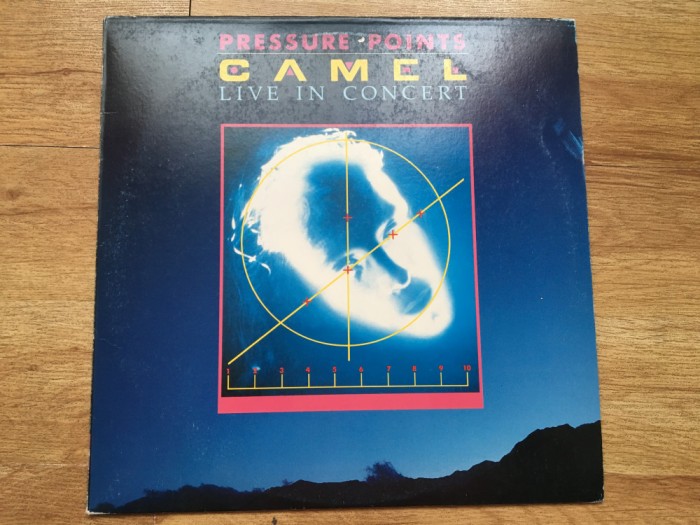 PRESSURE POINTS
CAMEL
LIVE IN CONCERT
1 2 3 4 5 6 7 8 9 10